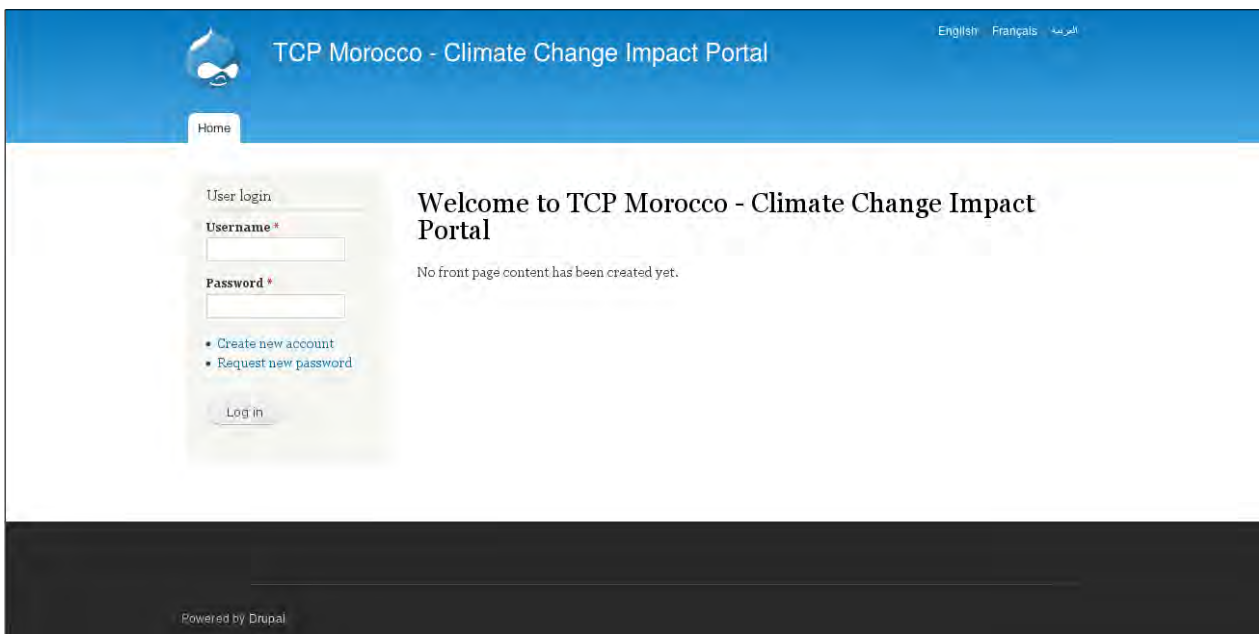 English Français العربية
TCP Morocco - Climate Change Impact Portal
Home
User login
Username *
Password *
• Create new account
• Request new password
Log in
Welcome to TCP Morocco - Climate Change Impact
Portal
No front page content has been created yet.
Powered by Drupal